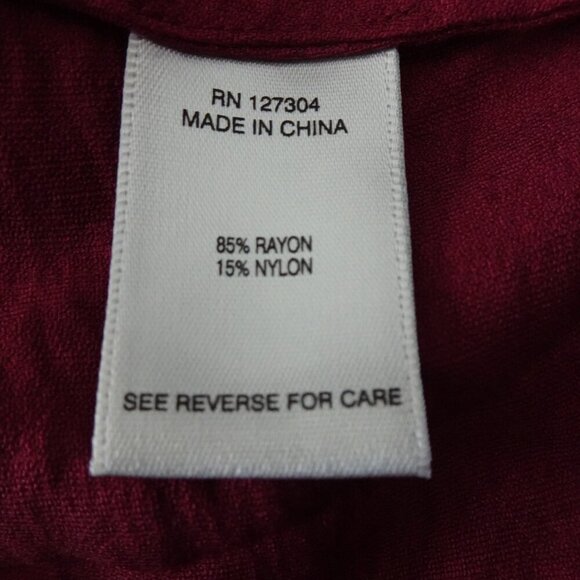 RN 127304
MADE IN CHINA
85% RAYON
15% NYLON
SEE REVERSE FOR CARE